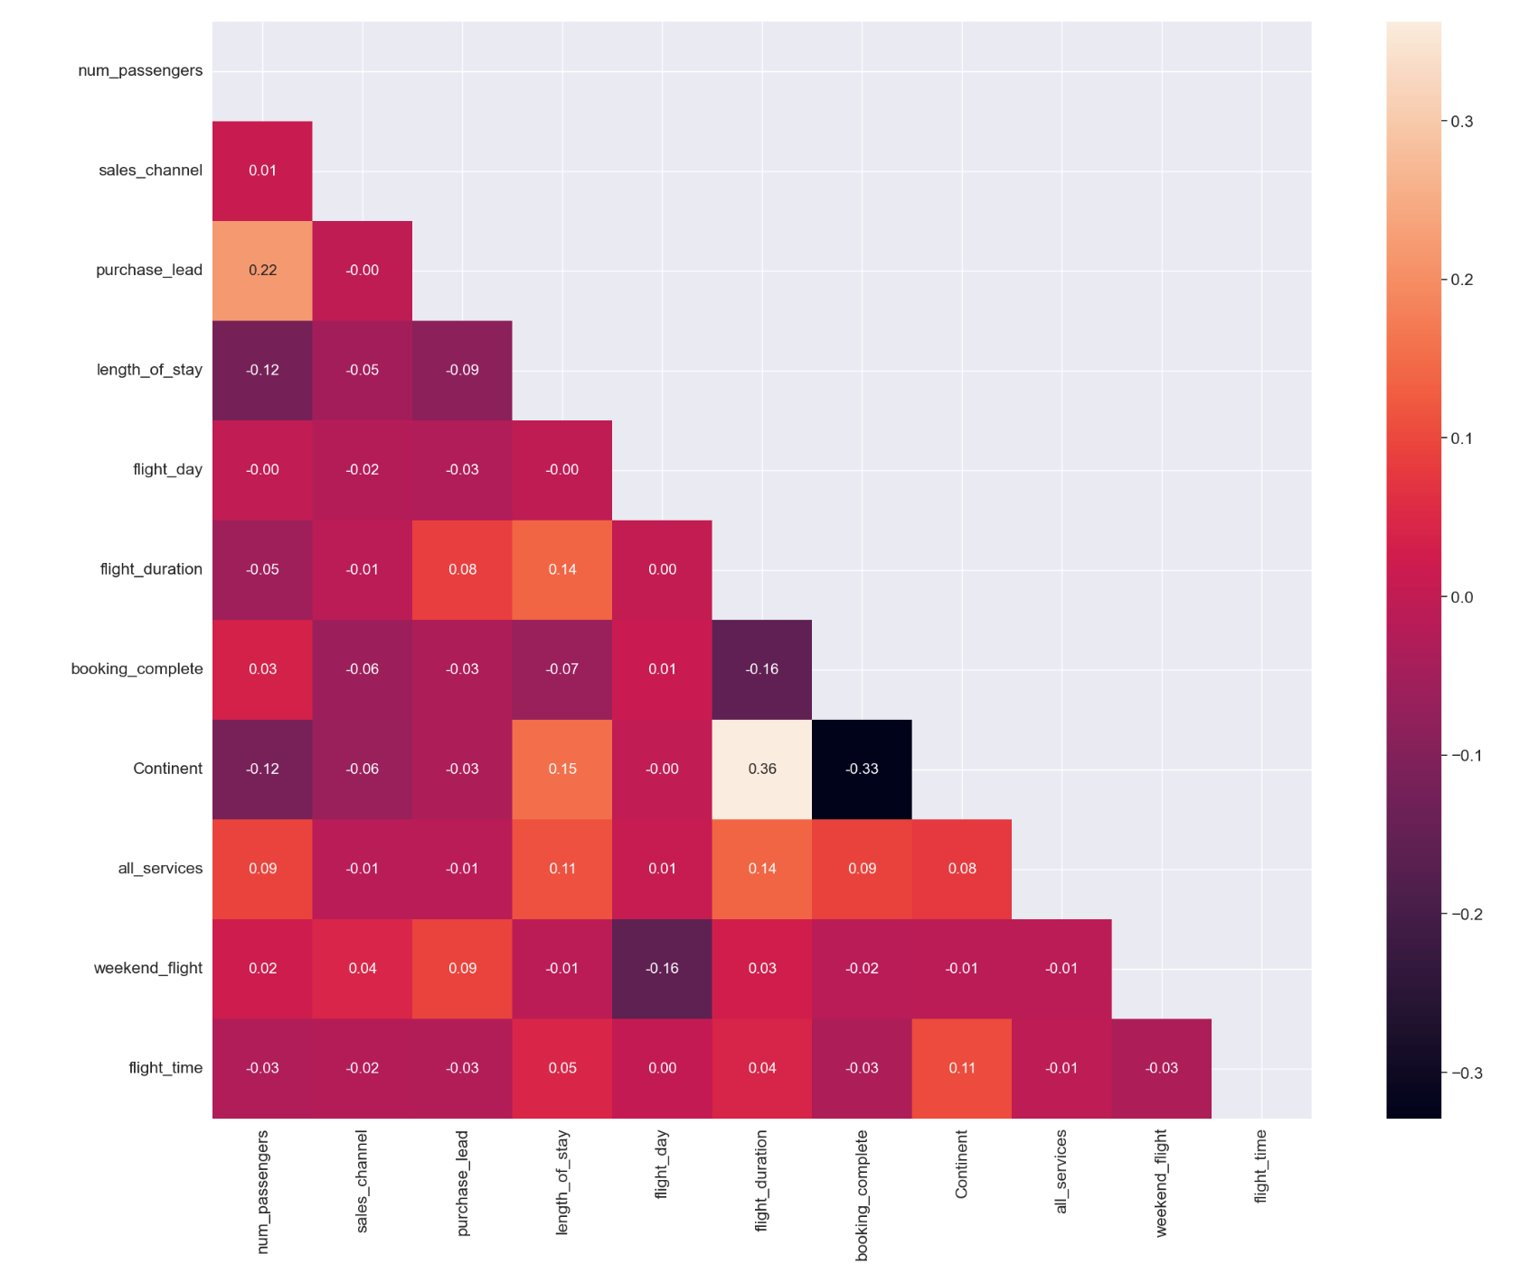 num_passengers
sales_channel 0.01
purchase_lead 0.22 -0.00
length_of_stay -0.12 -0.05 -0.09
flight_day -0.00 -0.02 -0.03 -0.00
flight_duration -0.05 -0.01 0.08 0.14 0.00
booking_complete 0.03 -0.06 -0.03 -0.07 0.01 -0.16
Continent -0.12 -0.06 -0.03 0.15 -0.00 0.36 -0.33
all_services 0.09 -0.01 -0.01 0.11 0.01 0.14 0.09 0.08
weekend_flight 0.02 0.04 0.09 -0.01 -0.16 0.03 -0.02 -0.01 -0.01
flight_time -0.03 -0.02 -0.03 0.05 0.00 0.04 -0.03 0.11 -0.01 -0.03
num_passengers
sales_channel
purchase_lead
length_of_stay
flight_day
flight_duration
booking_complete
Continent
all_services
weekend_flight
flight_time
0.3
0.2
0.1
0.0
−0.1
−0.2
−0.3